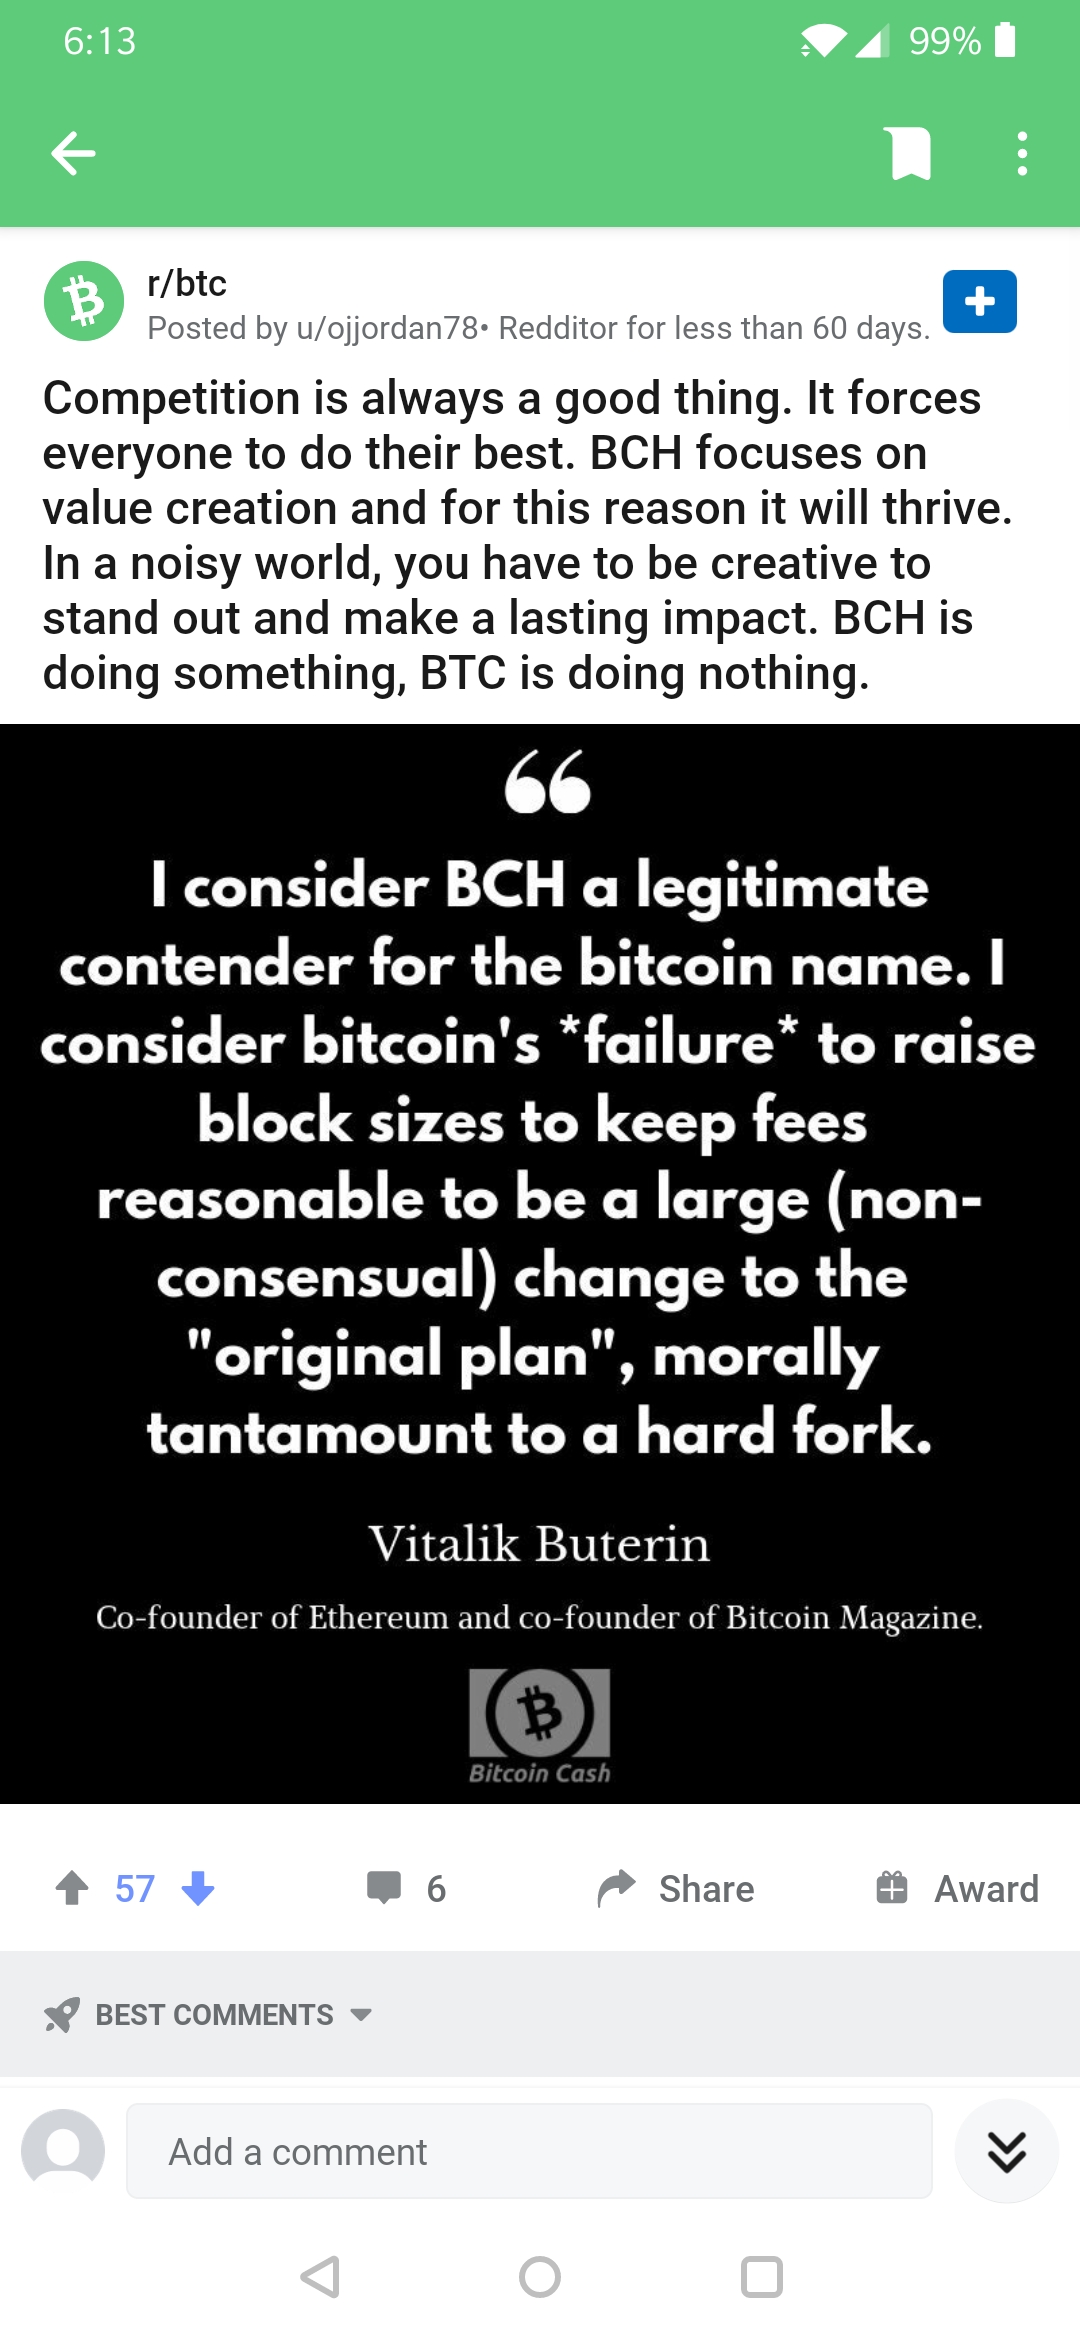 6:13
99%
r/btc
Posted by u/ojjordan78• Redditor for less than 60 days.
Competition is always a good thing. It forces
everyone to do their best. BCH focuses on
value creation and for this reason it will thrive.
In a noisy world, you have to be creative to
stand out and make a lasting impact. BCH is
doing something, BTC is doing nothing.
“
I consider BCH a legitimate
contender for the bitcoin name. I
consider bitcoin's *failure* to raise
block sizes to keep fees
reasonable to be a large (non-
consensual) change to the
"original plan", morally
tantamount to a hard fork.
Vitalik Buterin
Co-founder of Ethereum and co-founder of Bitcoin Magazine.
Bitcoin Cash
57
6
Share
Award
BEST COMMENTS
Add a comment